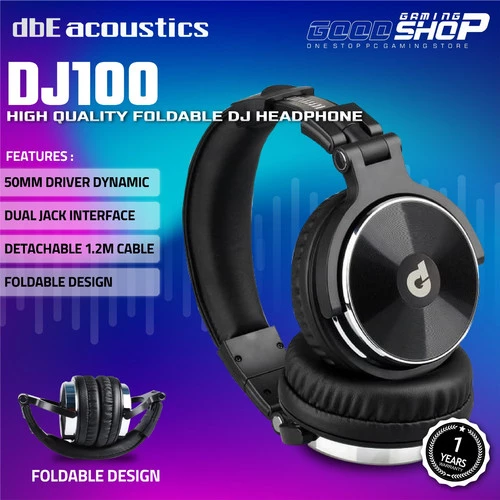 dbE acoustics
GAMING
GOOD SHOP
ONE STOP PC GAMING STORE
DJ100
HIGH QUALITY FOLDABLE DJ HEADPHONE
FEATURES :
50MM DRIVER DYNAMIC
DUAL JACK INTERFACE
DETACHABLE 1.2M CABLE
FOLDABLE DESIGN
FOLDABLE DESIGN
1
YEARS
WARRANTY